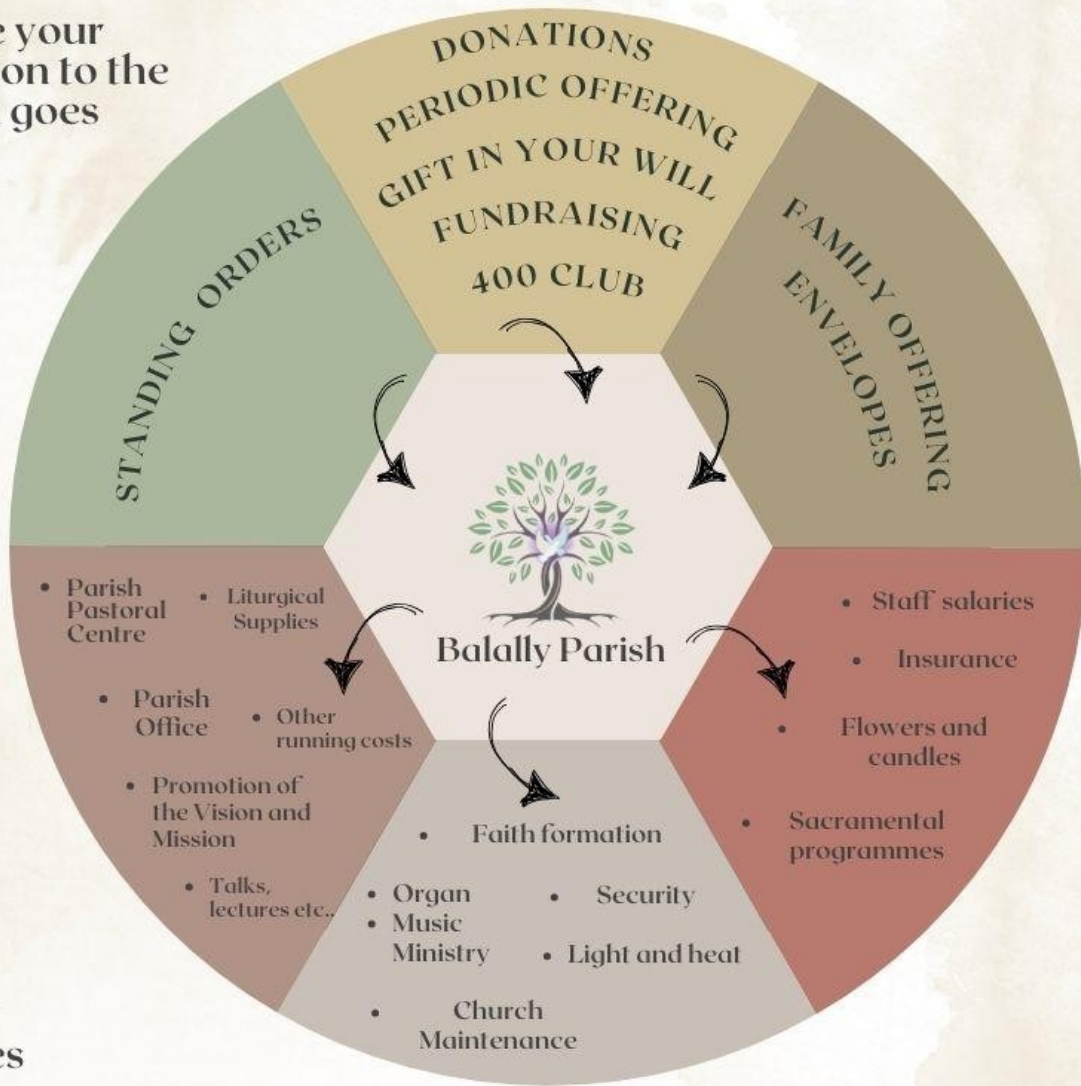 your
on to the
goes
DONATIONS
PERIODIC OFFERING
GIFT IN YOUR WILL
FUNDRAISING
400 CLUB
STANDING ORDERS
FAMILY OFFERING
ENVELOPES
Balally Parish
• Parish
Pastoral
Centre
• Liturgical
Supplies
• Parish
Office
• Other
running costs
• Promotion of
the Vision and
Mission
• Talks,
lectures etc..
• Faith formation
• Organ
• Music
Ministry
• Security
• Light and heat
• Church
Maintenance
• Staff salaries
• Insurance
• Flowers and
candles
• Sacramental
programmes